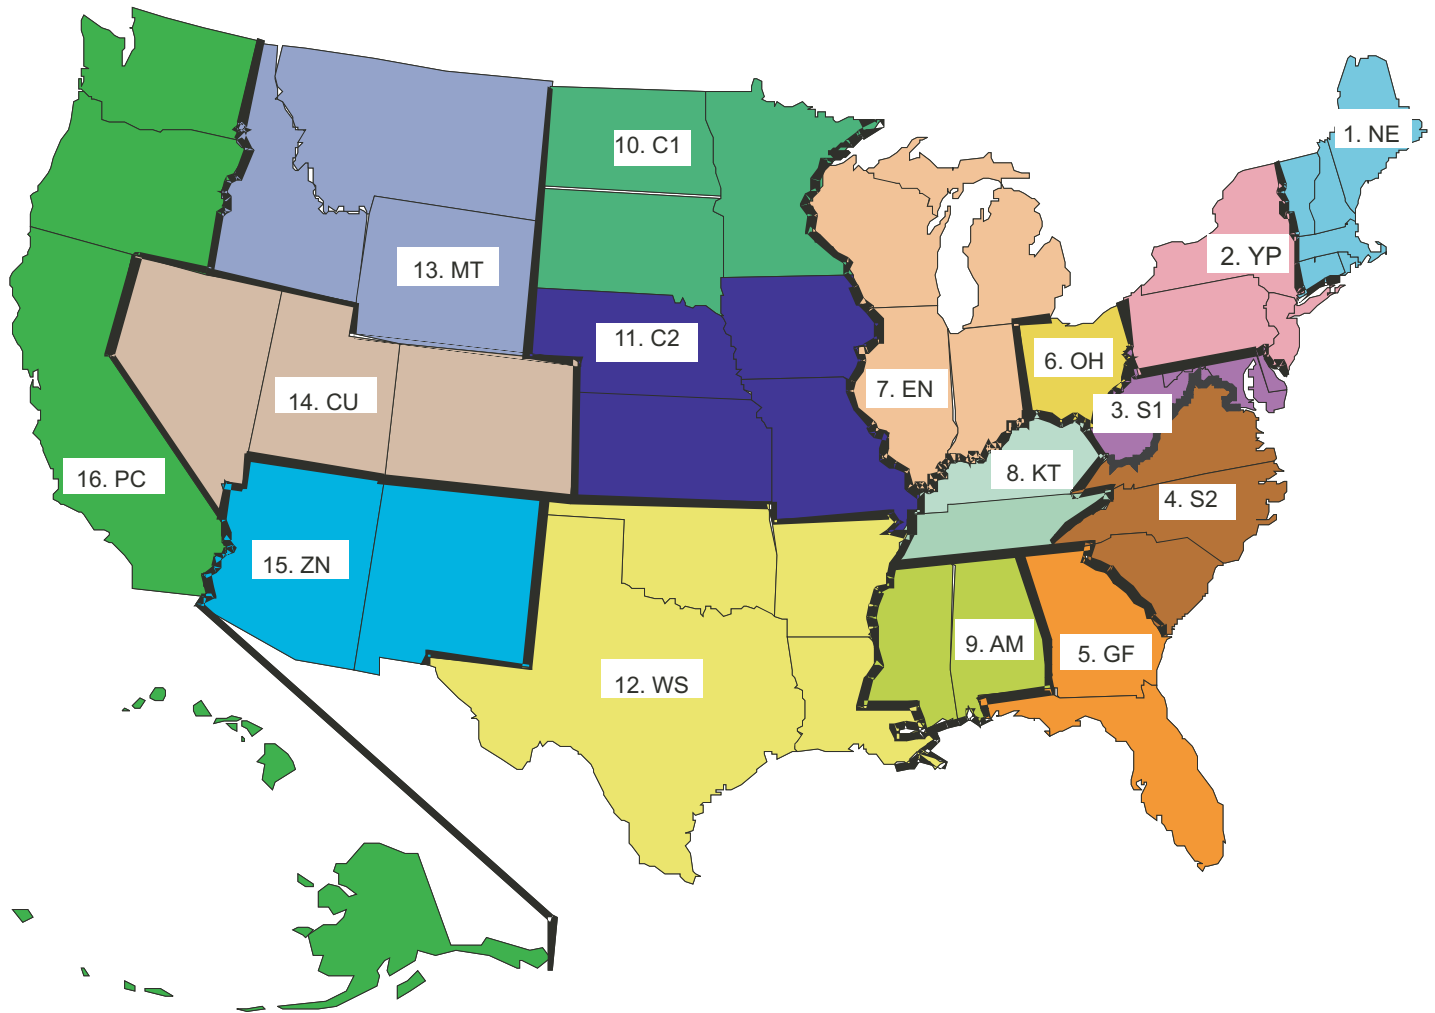 1. NE
2. YP
3. S1
4. S2
5. GF
6. OH
7. EN
8. KT
9. AM
10. C1
11. C2
12. WS
13. MT
14. CU
15. ZN
16. PC